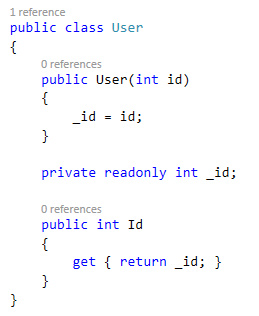 1 reference
public class User
{
0 references
public User(int id)
{
_id = id;
}
private readonly int _id;
0 references
public int Id
{
get { return _id; }
}
}